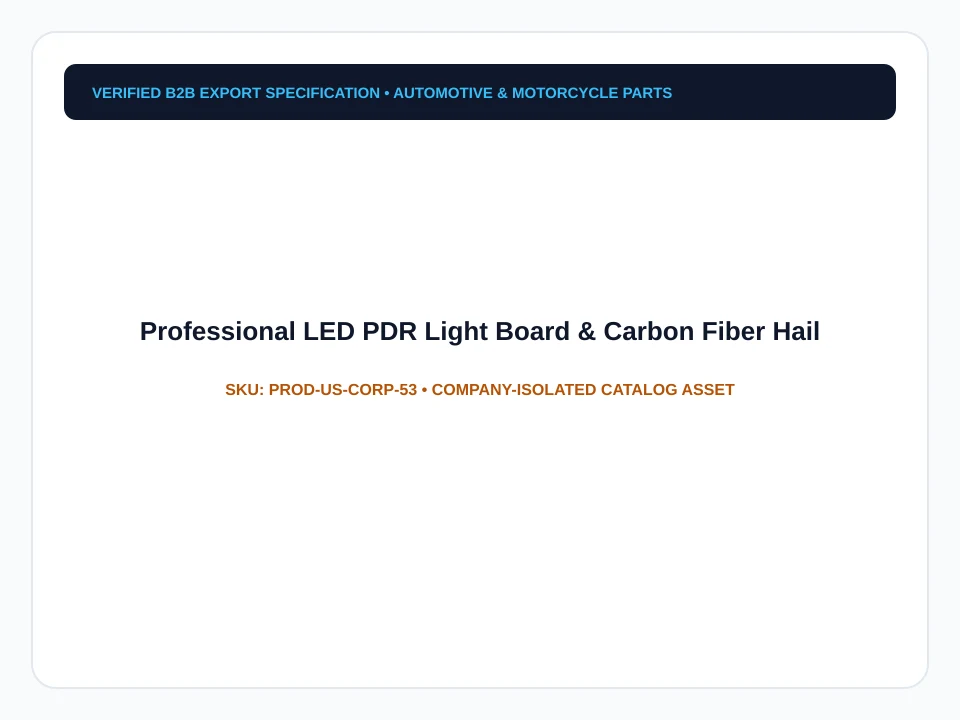 VERIFIED B2B EXPORT SPECIFICATION • AUTOMOTIVE & MOTORCYCLE PARTS
Professional LED PDR Light Board & Carbon Fiber Hail
SKU: PROD-US-CORP-53 • COMPANY-ISOLATED CATALOG ASSET